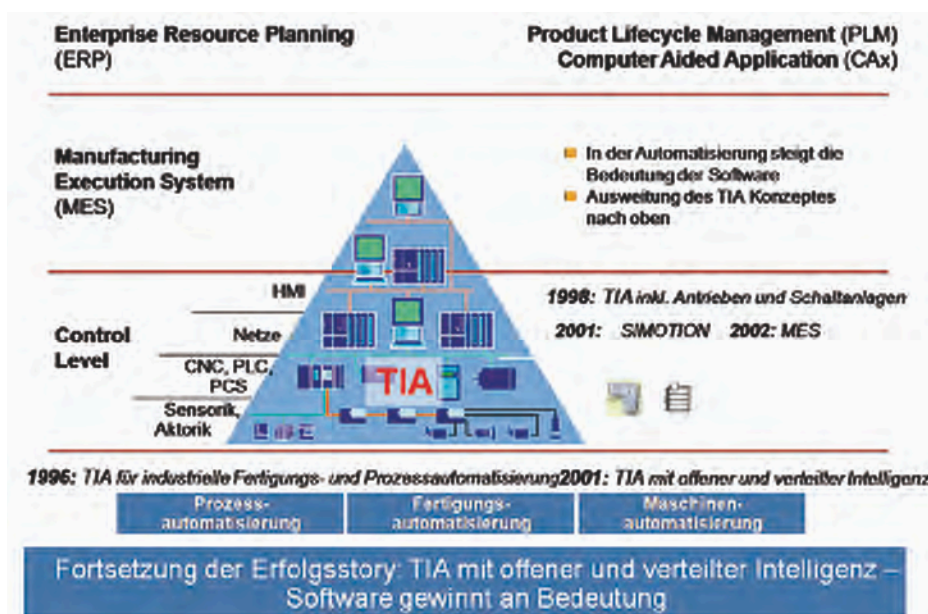 Enterprise Resource Planning
(ERP)
Product Lifecycle Management (PLM)
Computer Aided Application (CAx)
Manufacturing
Execution System
(MES)
In der Automatisierung steigt die
Bedeutung der Software
Ausweitung des TIA Konzeptes
nach oben
Control
Level
HMI
Netze
CNC, PLC,
PCS
Sensorik,
Aktorik
TIA
1998: TIA inkl. Antrieben und Schaltanlagen
2001: SIMOTION 2002: MES
1996: TIA für industrielle Fertigungs- und Prozessautomatisierung
2001: TIA mit offener und verteilter Intelligenz
Prozess-
automatisierung
Fertigungs-
automatisierung
Maschinen-
automatisierung
Fortsetzung der Erfolgsstory: TIA mit offener und verteilter Intelligenz –
Software gewinnt an Bedeutung